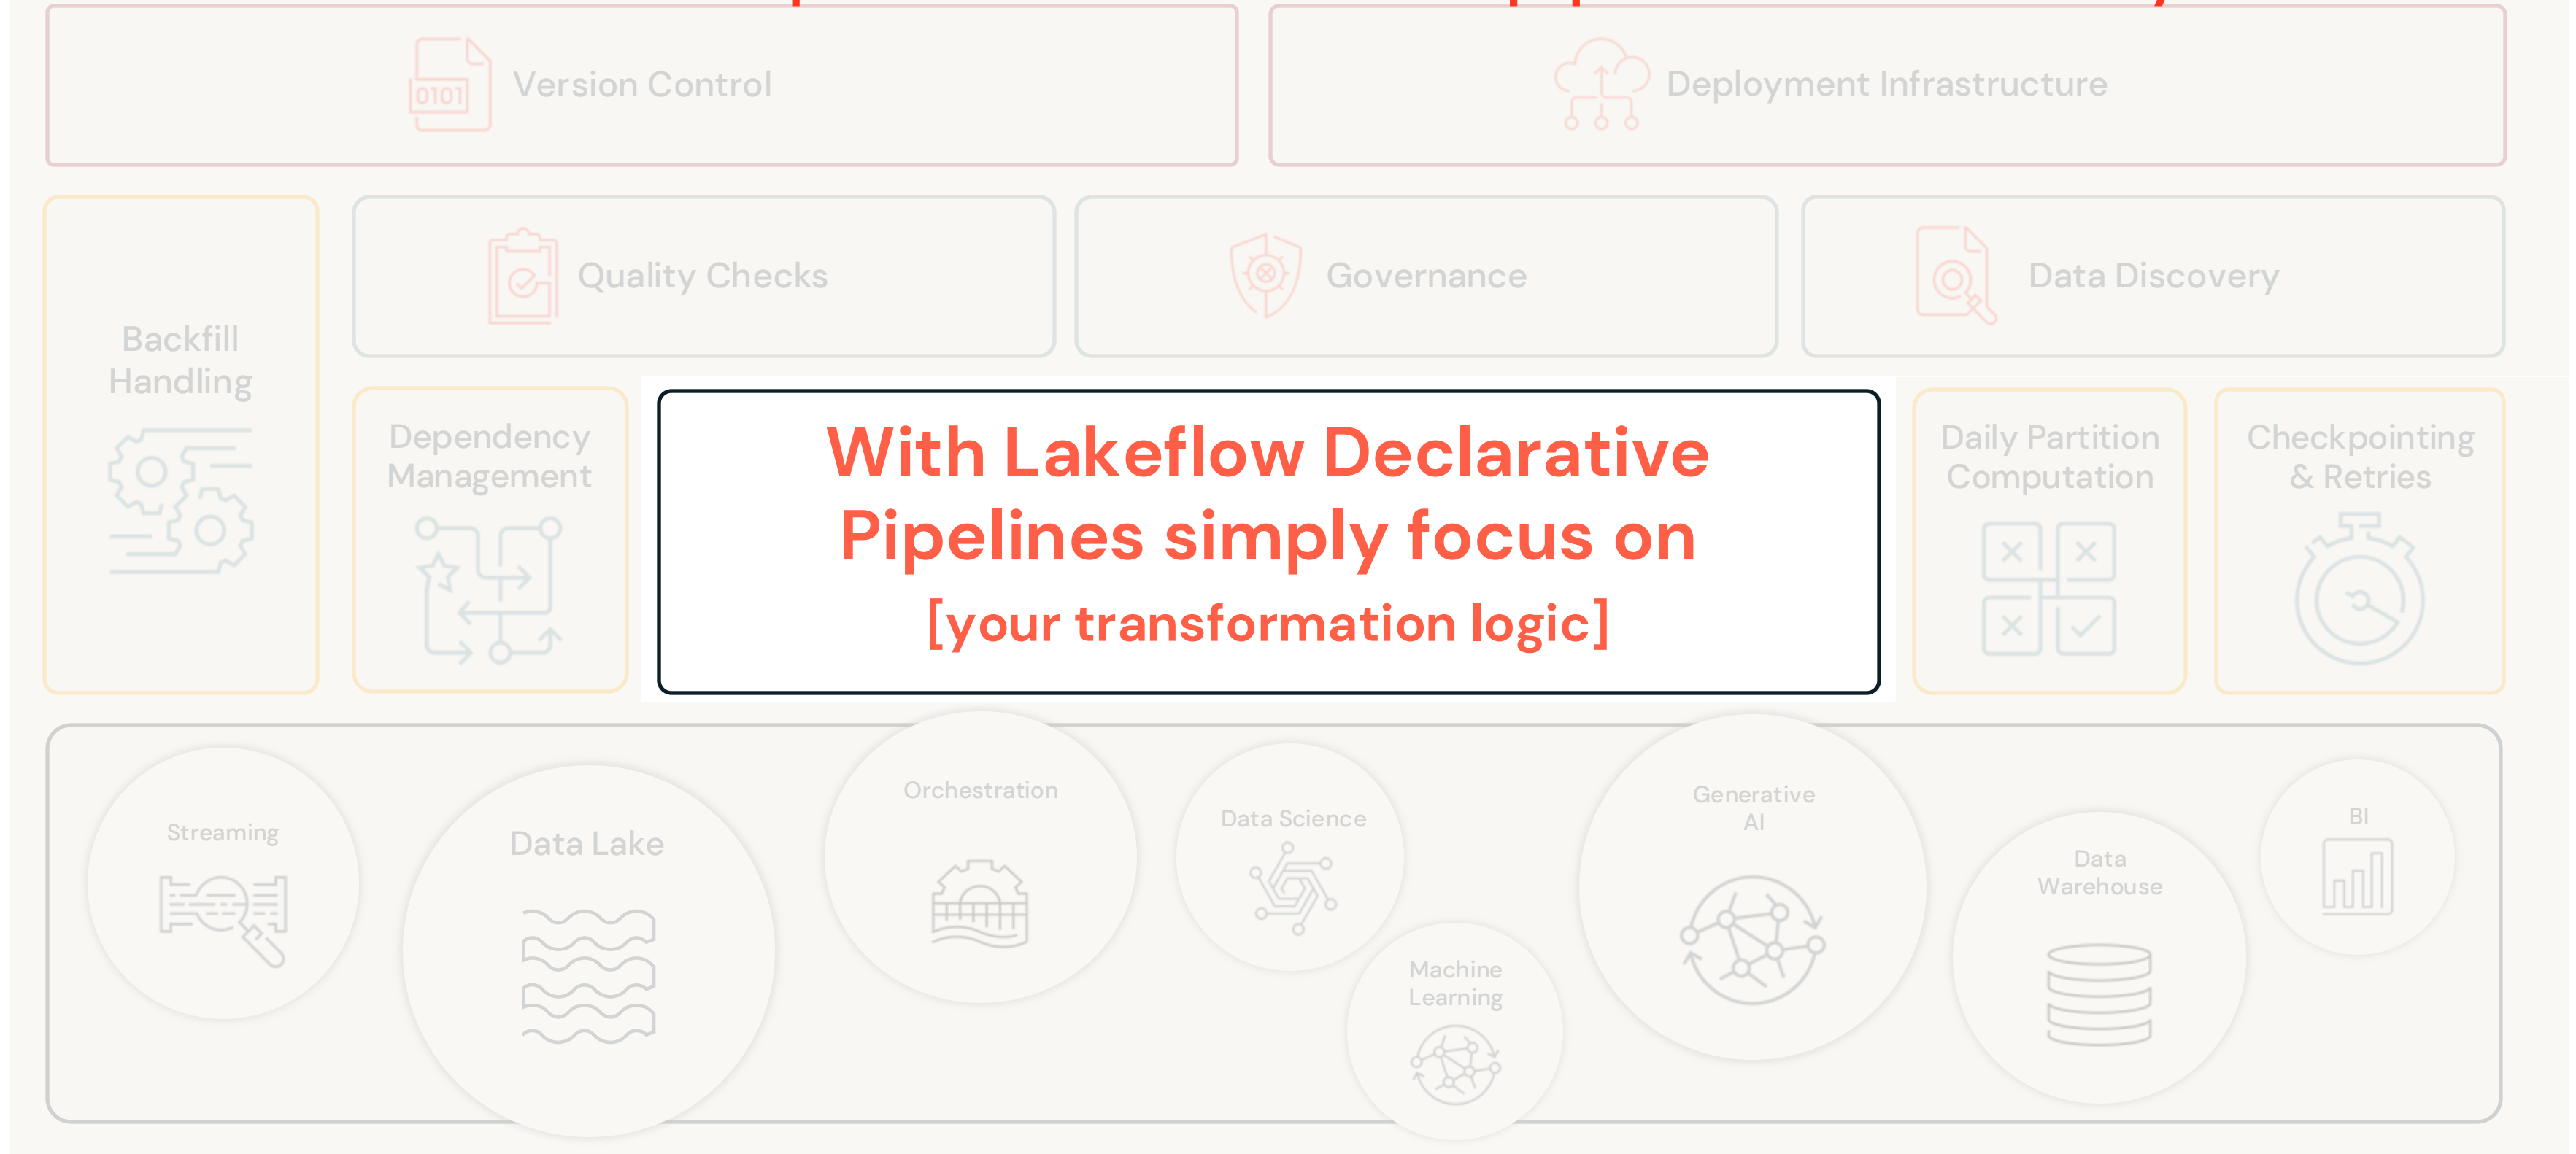 Version Control
0101
Deployment Infrastructure
Backfill
Handling
Quality Checks
Governance
Data Discovery
Dependency
Management
With Lakeflow Declarative
Pipelines simply focus on
[your transformation logic]
Daily Partition
Computation
Checkpointing
& Retries
Streaming
Data Lake
Orchestration
Data Science
Machine
Learning
Generative
AI
Data
Warehouse
BI